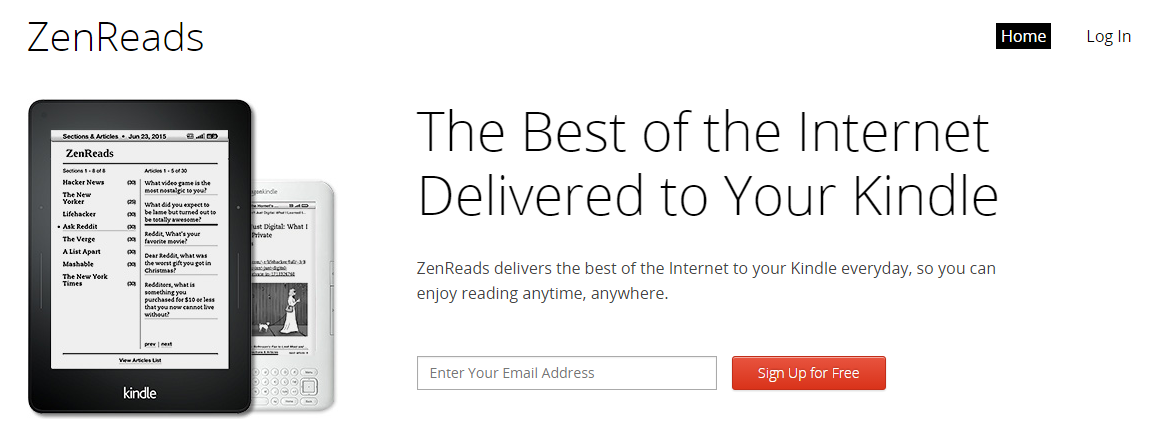 ZenReads
Home
Log In
The Best of the Internet
Delivered to Your Kindle
ZenReads delivers the best of the Internet to your Kindle everyday, so you can
enjoy reading anytime, anywhere.
Enter Your Email Address
Sign Up for Free
Sections & Articles • Jun 23, 2015
ZenReads
Sections 1 - 8 of 8
Articles 1 - 5 of 30
Hacker News (30)
The New
Yorker (25)
Lifehacker (30)
Ask Reddit (30)
The Verge (30)
A List Apart (30)
Mashable (30)
The New York
Times (30)
What video game is the
most nostalgic to you?
What did you expect to
be lame but turned out to
be totally awesome?
Reddit, What's your
favorite movie?
Dear Reddit, what was
the worst gift you got in
Christmas?
Redditors, what is
something you
purchased for $10 or less
that you now cannot live
without?
prev | next
View Articles List
kindle
Just Digital: What I
Private